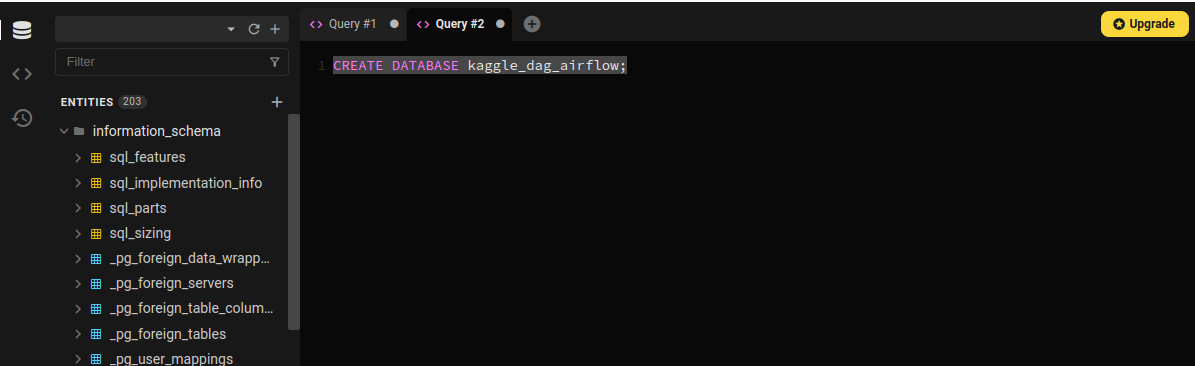 Query #1
Query #2
Upgrade
Filter
1 CREATE DATABASE kaggle_dag_airflow;
ENTITIES 203
information_schema
sql_features
sql_implementation_info
sql_parts
sql_sizing
_pg_foreign_data_wrapp...
_pg_foreign_servers
_pg_foreign_table_colum...
_pg_foreign_tables
_pg_user_mappings